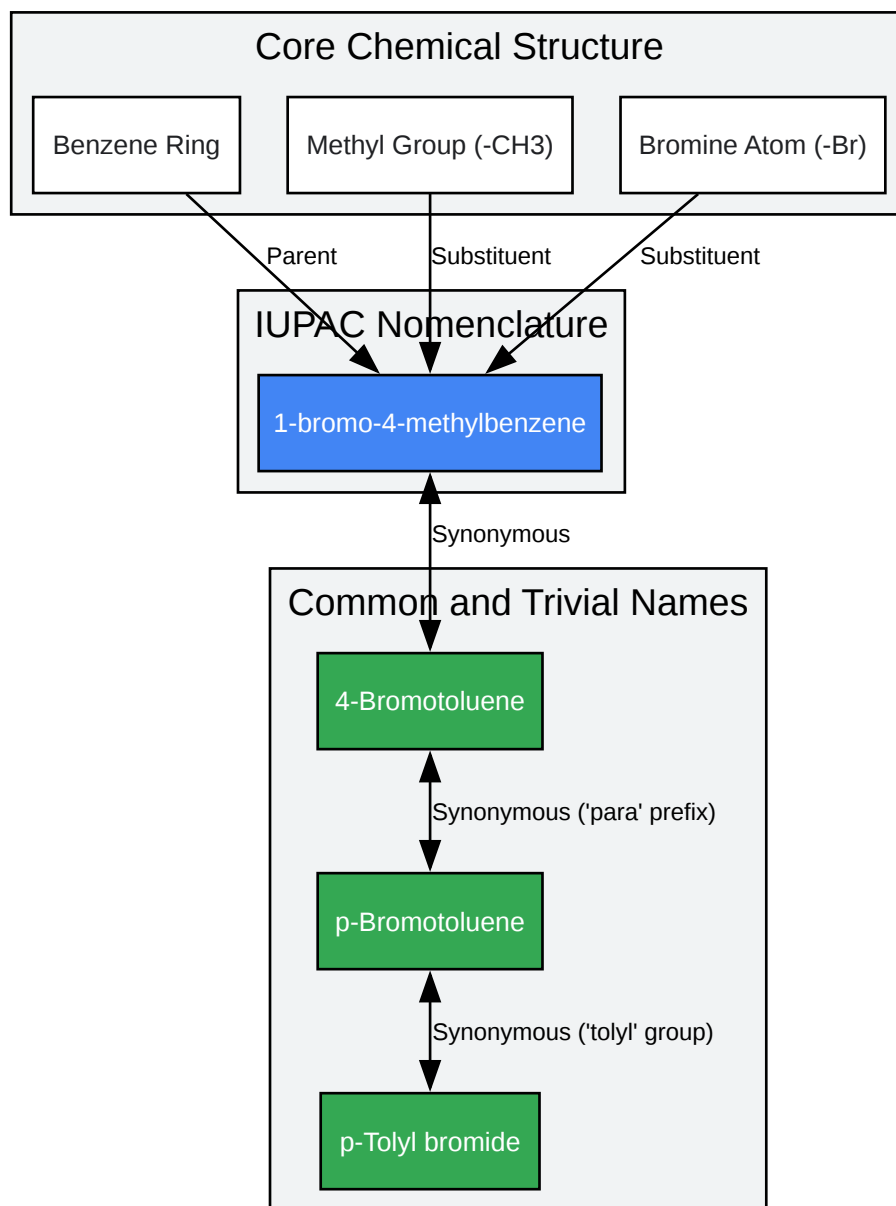 Core Chemical Structure
Benzene Ring
Methyl Group (-CH3)
Bromine Atom (-Br)
Parent
Substituent
Substituent
IUPAC Nomenclature
1-bromo-4-methylbenzene
Synonymous
Common and Trivial Names
4-Bromotoluene
Synonymous ('para' prefix)
p-Bromotoluene
Synonymous ('tolyl' group)
p-Tolyl bromide